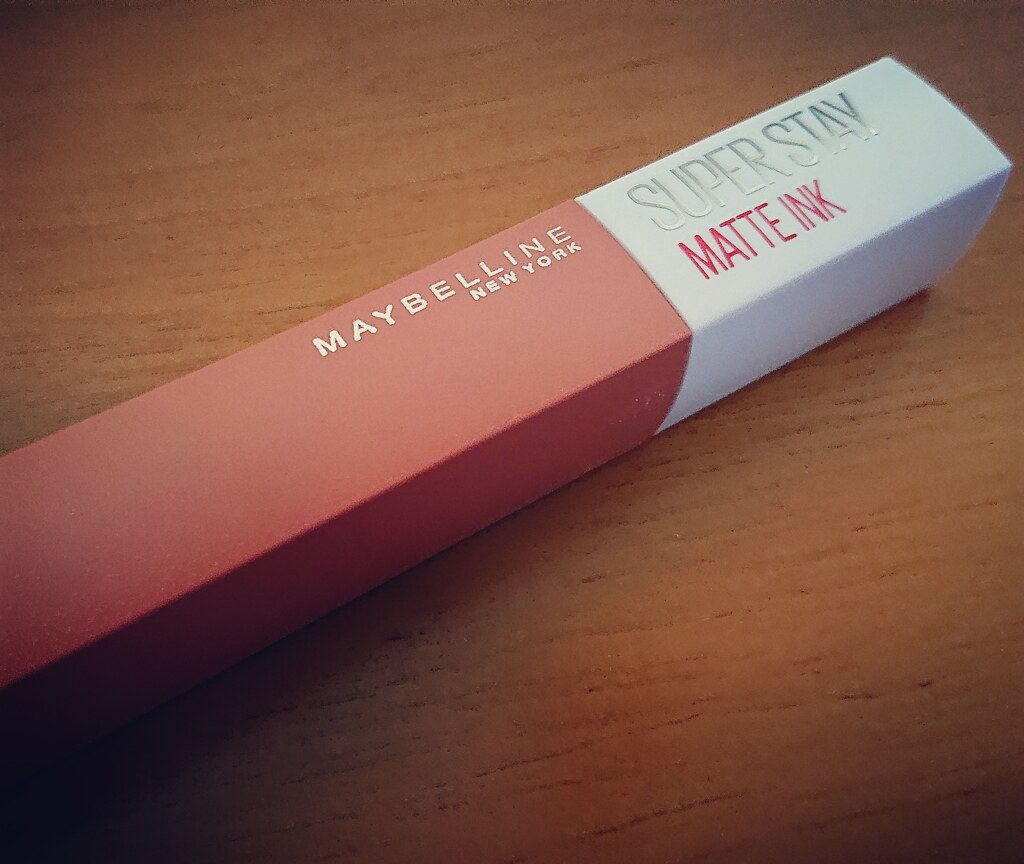 MAYBELLINE
NEW YORK
SUPER STAY
MATTE INK